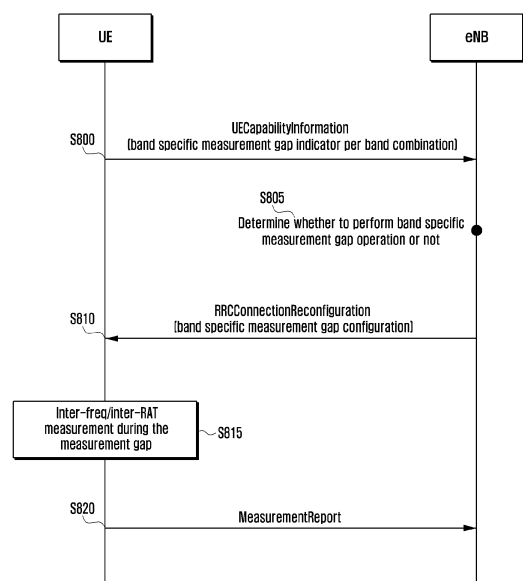 UE
eNB
UECapabilityInformation
S800
(band specific measurement gap indicator per band combination)
S805
Determine whether to perform band specific
measurement gap operation or not
RRCConnectionReconfiguration
S810
(band specific measurement gap configuration)
Inter-freq/inter-RAT
measurement during the
measurement gap
S815
S820
MeasurementReport